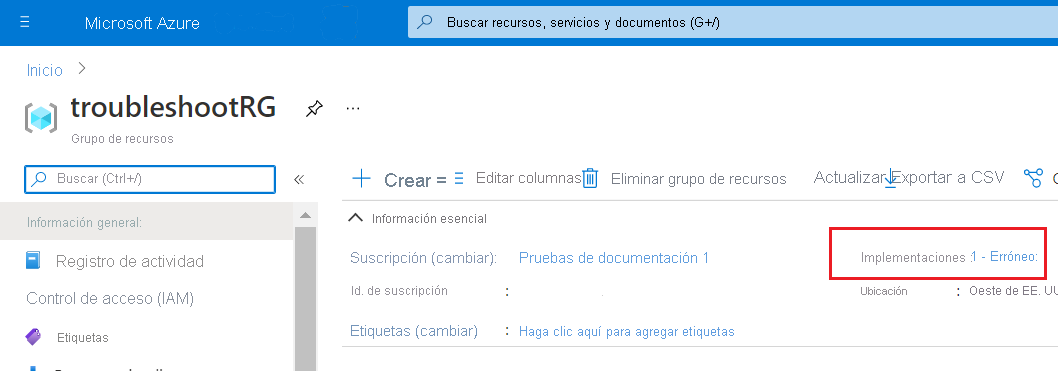 Microsoft Azure
Buscar recursos, servicios y documentos (G+/)
Inicio
troubleshootRG
Grupo de recursos
Buscar (Ctrl+/)
Crear = Editar columnas Eliminar grupo de recursos Actualizar Exportar a CSV
Información general:
Información esencial
Registro de actividad
Suscripción (cambiar): Pruebas de documentación 1
Implementaciones :1 - Erróneo:
Control de acceso (IAM)
Id. de suscripción :
Ubicación : Oeste de EE. UU
Etiquetas
Etiquetas (cambiar) : Haga clic aquí para agregar etiquetas